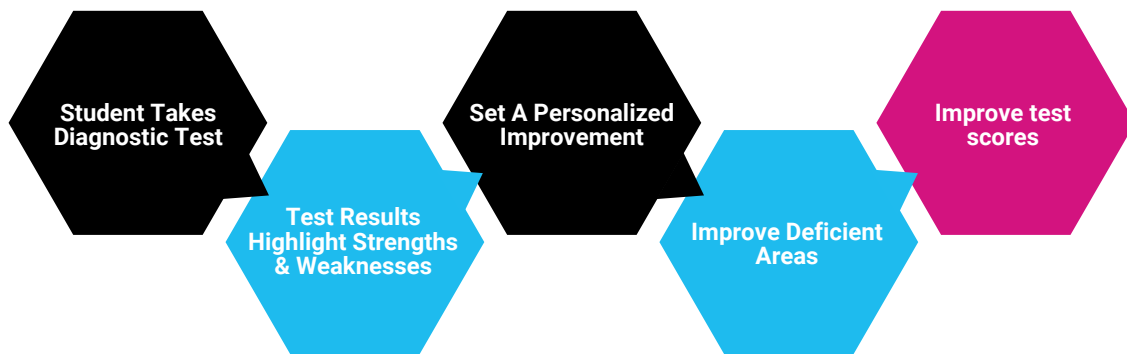 Student Takes
Diagnostic Test
Test Results
Highlight Strengths
& Weaknesses
Set A Personalized
Improvement
Improve Deficient
Areas
Improve test
scores